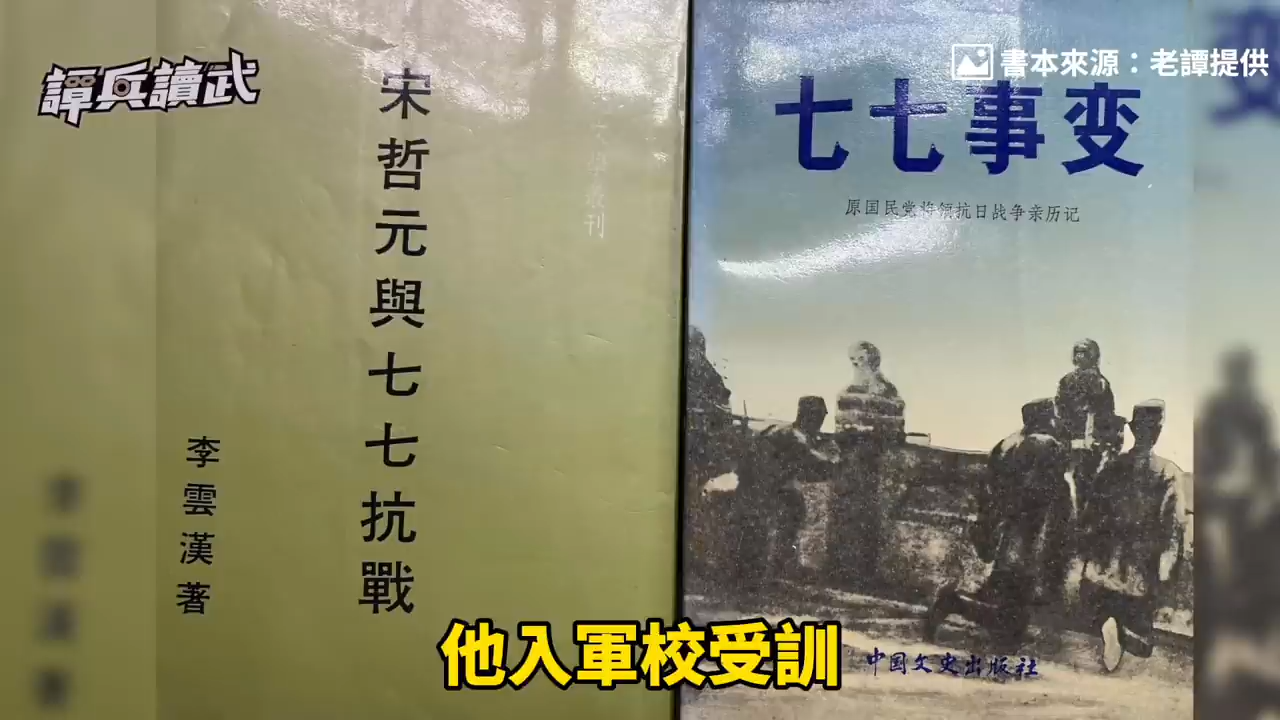 譚兵讀武
書本來源：老譚提供
宋哲元與七七抗戰
李雲漢著
叢刊
七七事变
原国民党将领抗日战争亲历记
中国文史出版社
他入軍校受訓